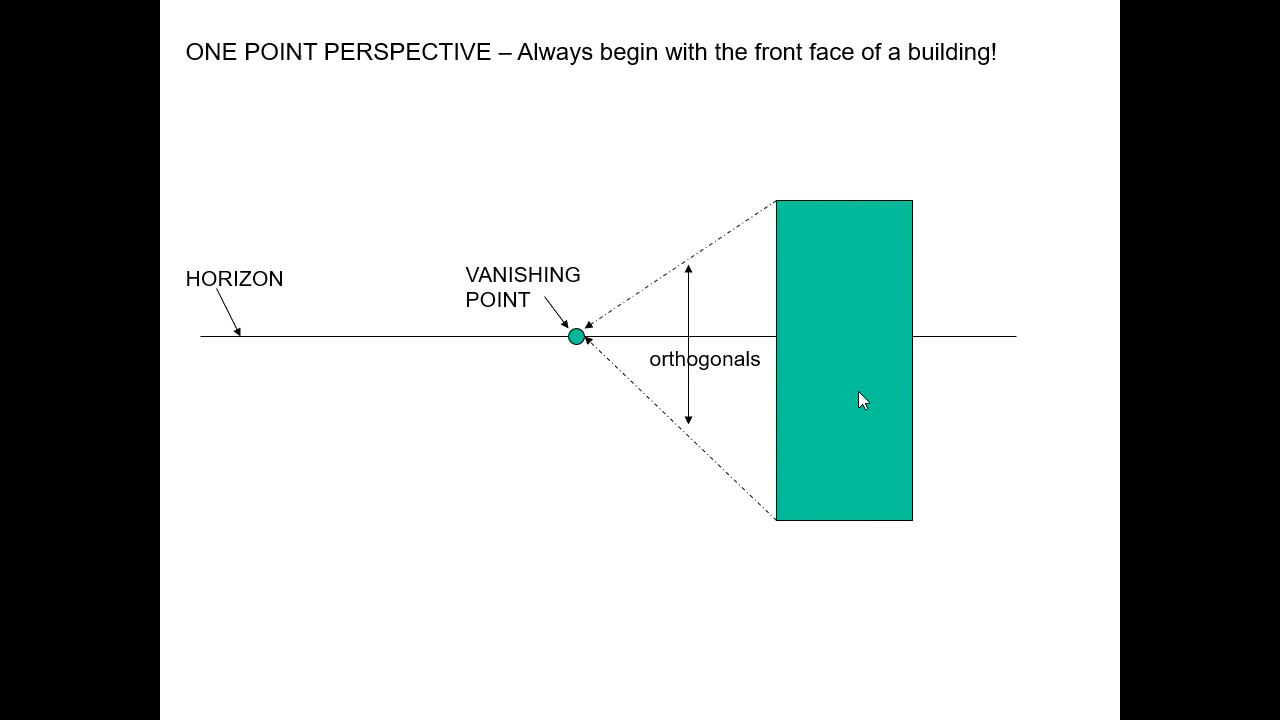 ONE POINT PERSPECTIVE – Always begin with the front face of a building!
HORIZON
VANISHING
POINT
orthogonals